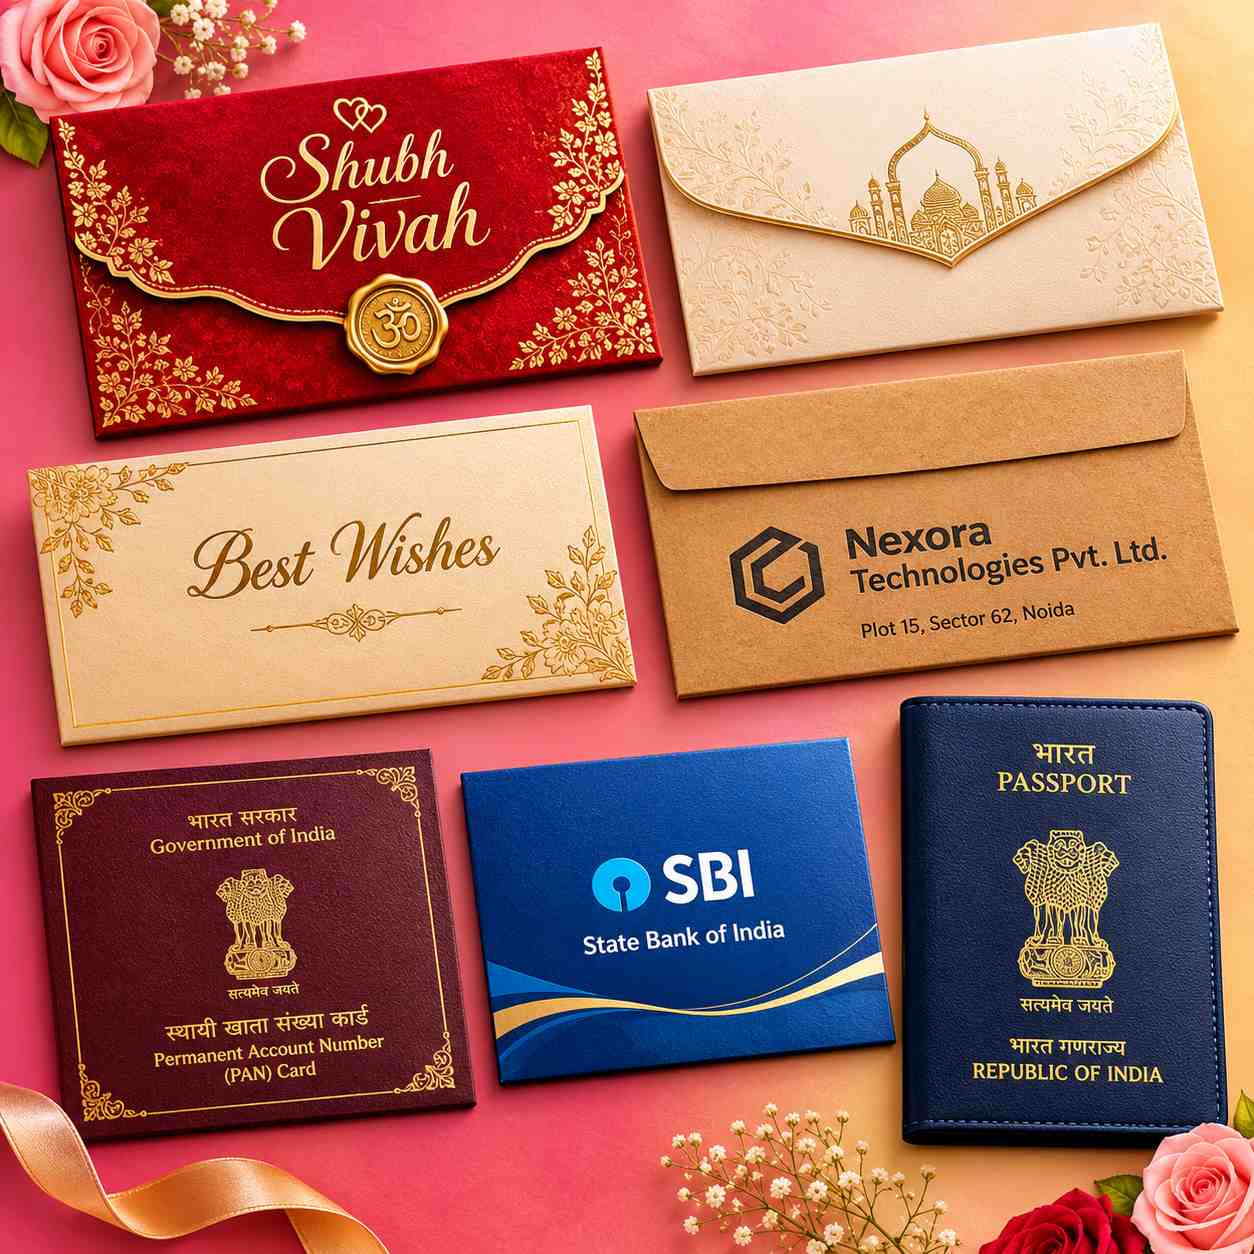 Shubh
Vivah
ॐ
Best Wishes
Nexora
Technologies Pvt. Ltd.
Plot 15, Sector 62, Noida
भारत सरकार
Government of India
सत्यमेव जयते
स्थायी खाता संख्या कार्ड
Permanent Account Number
(PAN) Card
SBI
State Bank of India
भारत
PASSPORT
सत्यमेव जयते
भारत गणराज्य
REPUBLIC OF INDIA